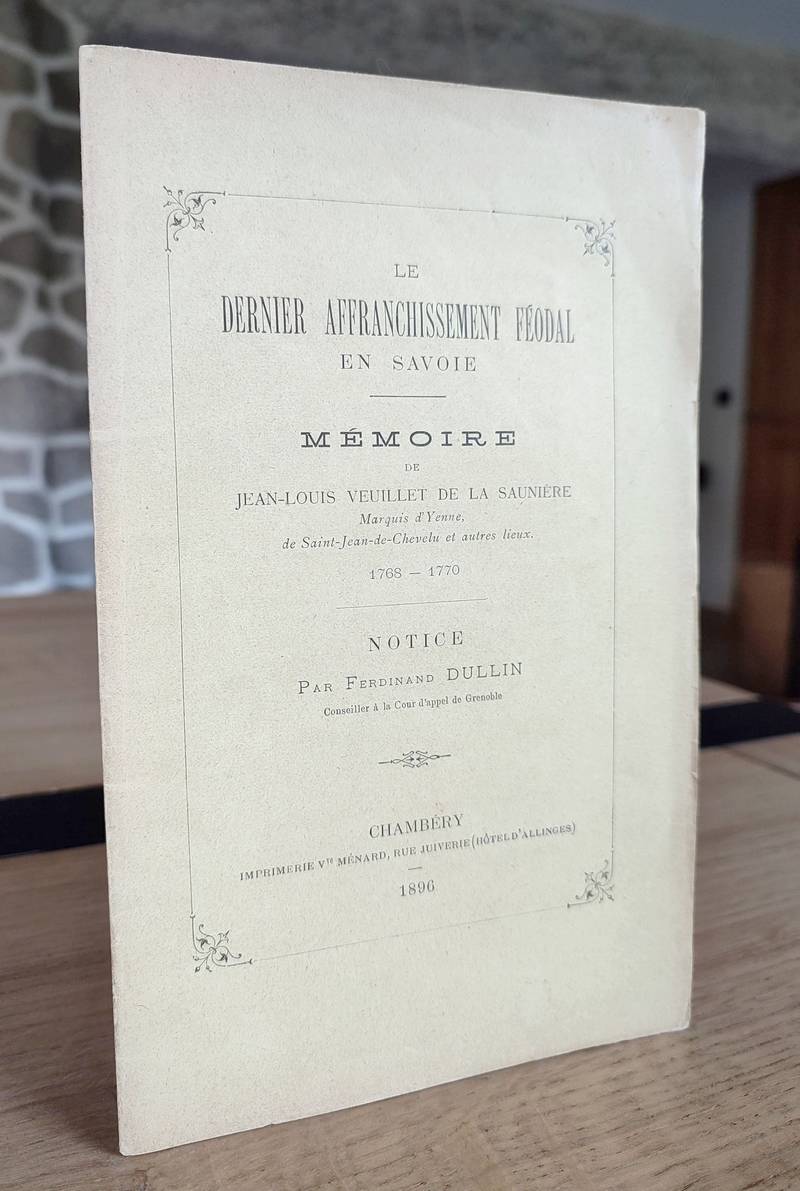 LE
DERNIER AFFRANCHISSEMENT FÉODAL
EN SAVOIE
MÉMOIRE
DE
JEAN-LOUIS VEUILLET DE LA SAUNIÈRE
Marquis d'Yenne,
de Saint-Jean-de-Chevelu et autres lieux.
1768 — 1770
NOTICE
PAR FERDINAND DULLIN
Conseiller à la Cour d'appel de Grenoble
CHAMBÉRY
IMPRIMERIE Vte MÉNARD, RUE JUIVERIE (HÔTEL D'ALLINGES)
1896